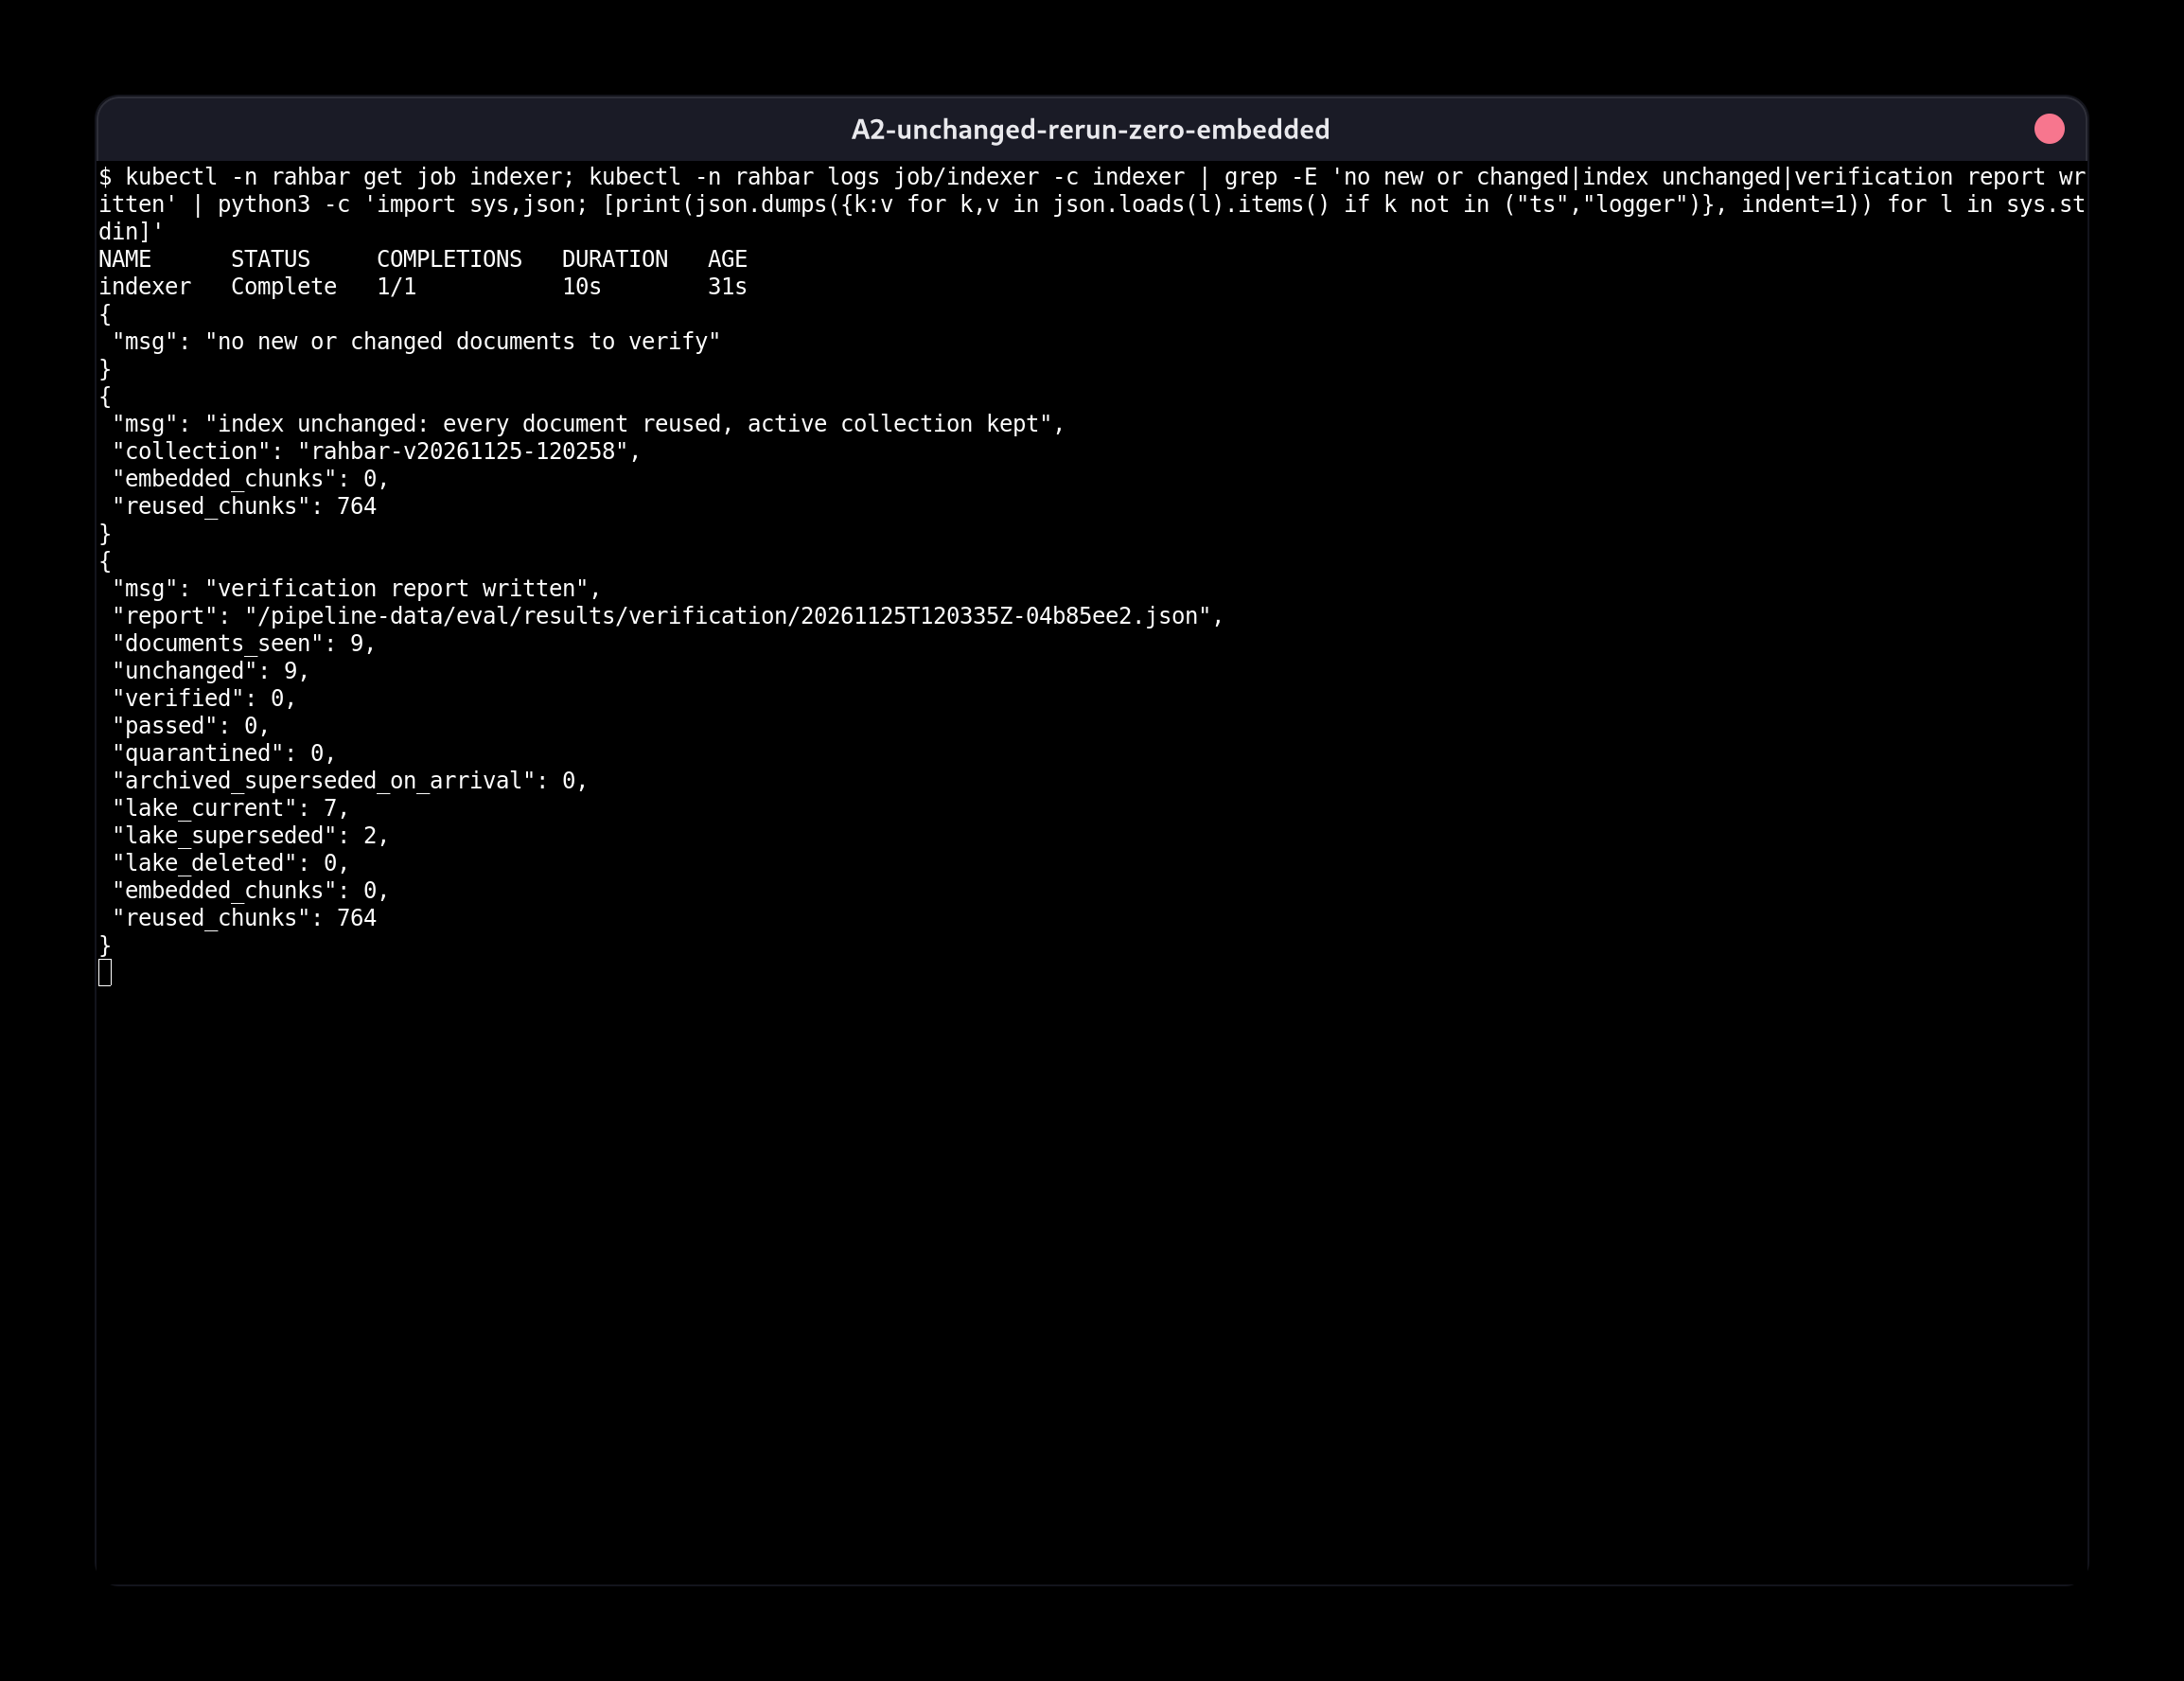 A2-unchanged-rerun-zero-embedded
$ kubectl -n rahbar get job indexer; kubectl -n rahbar logs job/indexer -c indexer | grep -E 'no new or changed|index unchanged|verification report wr
itten' | python3 -c 'import sys,json; [print(json.dumps({k:v for k,v in json.loads(l).items() if k not in ("ts","logger")}, indent=1)) for l in sys.st
din]'
NAME      STATUS     COMPLETIONS   DURATION   AGE
indexer   Complete   1/1           10s        31s
{
 "msg": "no new or changed documents to verify"
}
{
 "msg": "index unchanged: every document reused, active collection kept",
 "collection": "rahbar-v20261125-120258",
 "embedded_chunks": 0,
 "reused_chunks": 764
}
{
 "msg": "verification report written",
 "report": "/pipeline-data/eval/results/verification/20261125T120335Z-04b85ee2.json",
 "documents_seen": 9,
 "unchanged": 9,
 "verified": 0,
 "passed": 0,
 "quarantined": 0,
 "archived_superseded_on_arrival": 0,
 "lake_current": 7,
 "lake_superseded": 2,
 "lake_deleted": 0,
 "embedded_chunks": 0,
 "reused_chunks": 764
}